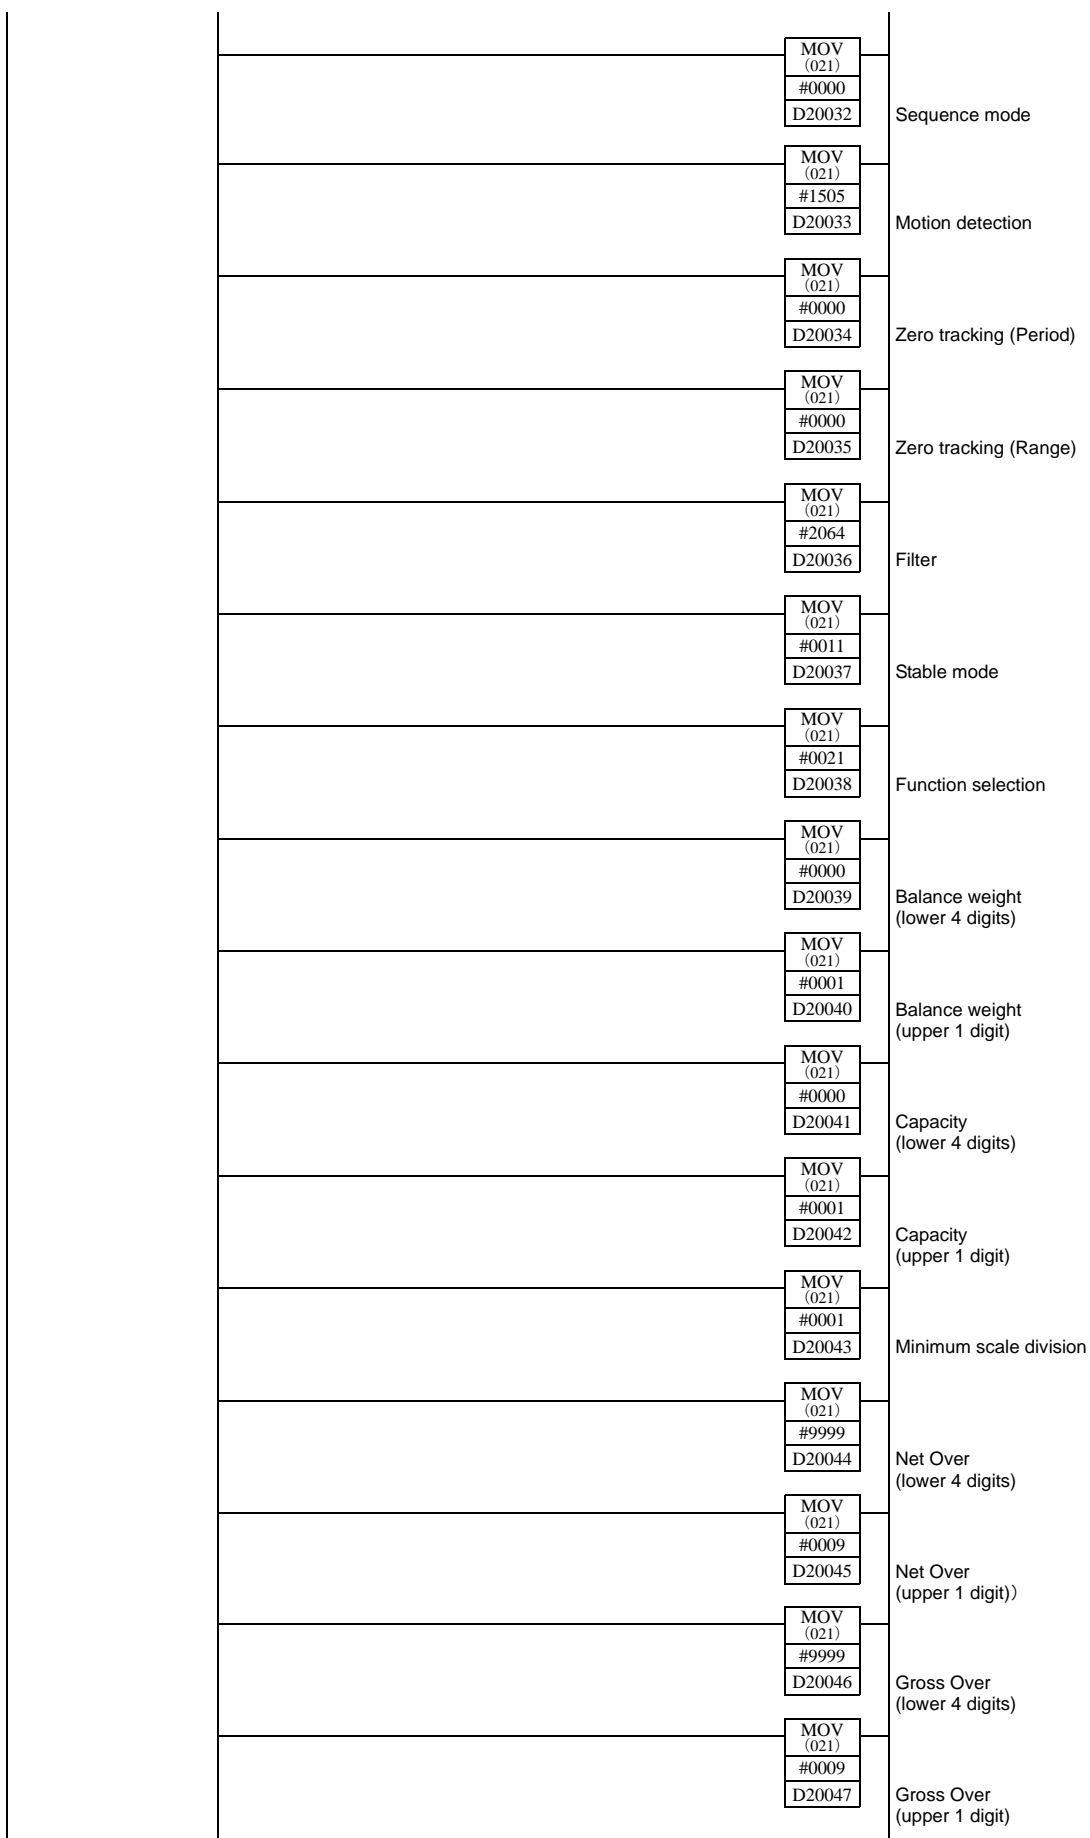 MOV
（021）
#0000
D20032
Sequence mode
MOV
（021）
#1505
D20033
Motion detection
MOV
（021）
#0000
D20034
Zero tracking (Period)
MOV
（021）
#0000
D20035
Zero tracking (Range)
MOV
（021）
#2064
D20036
Filter
MOV
（021）
#0011
D20037
Stable mode
MOV
（021）
#0021
D20038
Function selection
MOV
（021）
#0000
D20039
Balance weight
(lower 4 digits)
MOV
（021）
#0001
D20040
Balance weight
(upper 1 digit)
MOV
（021）
#0000
D20041
Capacity
(lower 4 digits)
MOV
（021）
#0001
D20042
Capacity
(upper 1 digit)
MOV
（021）
#0001
D20043
Minimum scale division
MOV
（021）
#9999
D20044
Net Over
(lower 4 digits)
MOV
（021）
#0009
D20045
Net Over
(upper 1 digit)）
MOV
（021）
#9999
D20046
Gross Over
(lower 4 digits)
MOV
（021）
#0009
D20047
Gross Over
(upper 1 digit)